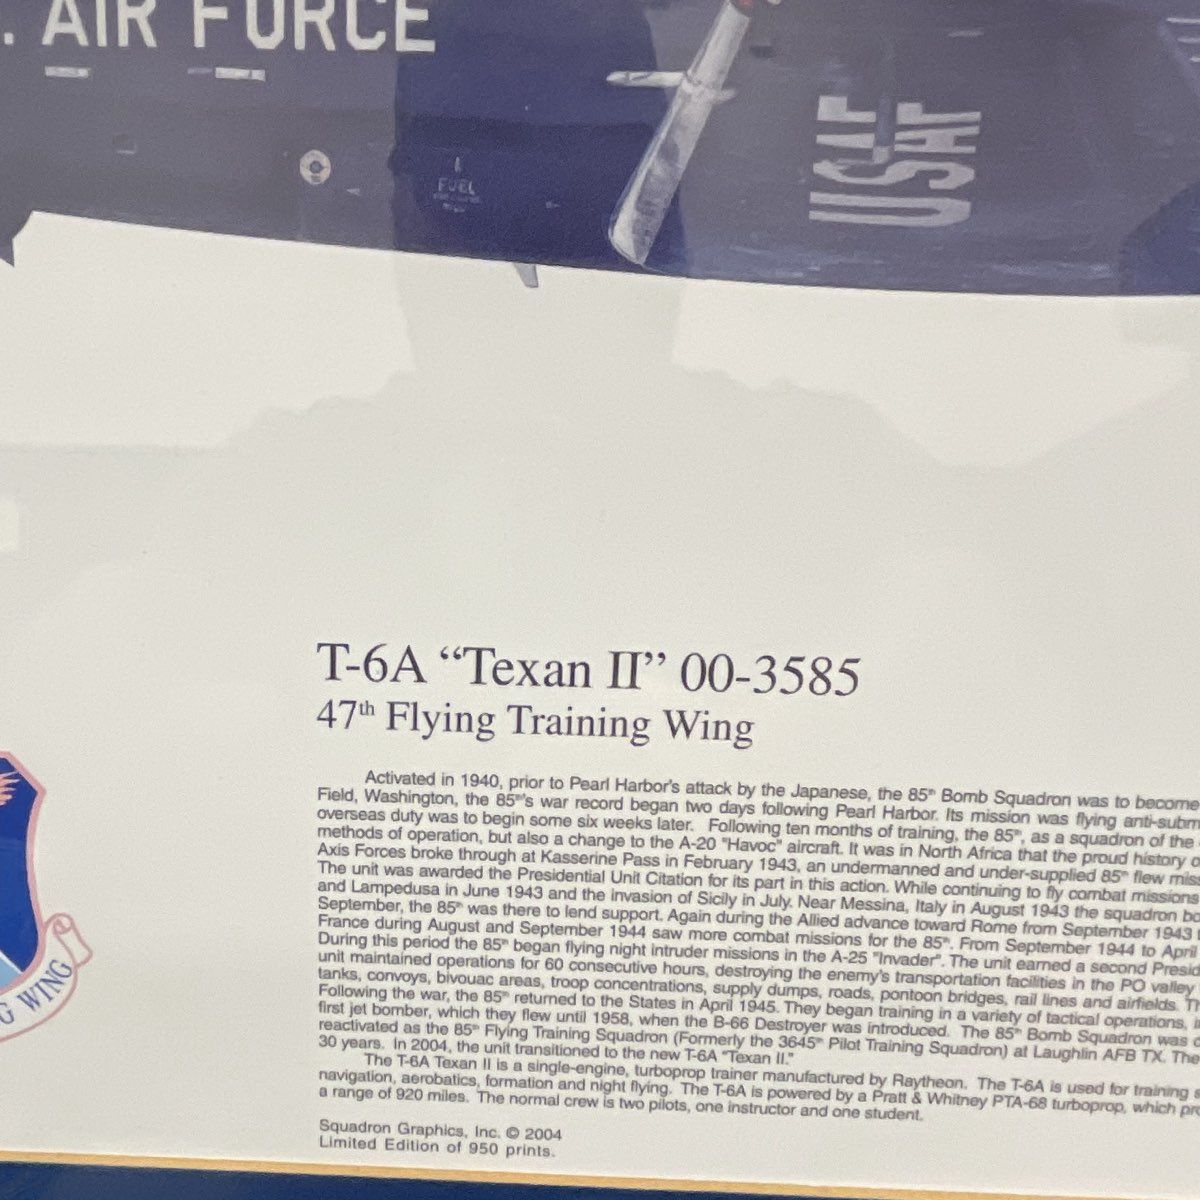 . AIR FORCE
USAF
USAF
FUEL
T-6A “Texan II” 00-3585
47th Flying Training Wing
Activated in 1940, prior to Pearl Harbor's attack by the Japanese, the 85th Bomb Squadron was to become
Field, Washington, the 85th's war record began two days following Pearl Harbor. Its mission was flying anti-subm
overseas duty was to begin some six weeks later. Following ten months of training, the 85th, as a squadron of the
methods of operation, but also a change to the A-20 "Havoc" aircraft. It was in North Africa that the proud history o
Axis Forces broke through at Kasserine Pass in February 1943, an undermanned and under-supplied 85th flew miss
The unit was awarded the Presidential Unit Citation for its part in this action. While continuing to fly combat missions
and Lampedusa in June 1943 and the invasion of Sicily in July. Near Messina, Italy in August 1943 the squadron bo
September, the 85th was there to lend support. Again during the Allied advance toward Rome from September 1943 t
France during August and September 1944 saw more combat missions for the 85th. From September 1944 to April
During this period the 85th began flying night intruder missions in the A-25 "Invader". The unit earned a second Presid
unit maintained operations for 60 consecutive hours, destroying the enemy's transportation facilities in the PO valley
tanks, convoys, bivouac areas, troop concentrations, supply dumps, roads, pontoon bridges, rail lines and airfields. Th
Following the war, the 85th returned to the States in April 1945. They began training in a variety of tactical operations,
first jet bomber, which they flew until 1958, when the B-66 Destroyer was introduced. The 85th Bomb Squadron was d
reactivated as the 85th Flying Training Squadron (Formerly the 3645th Pilot Training Squadron) at Laughlin AFB TX. The
30 years. In 2004, the unit transitioned to the new T-6A "Texan II."
The T-6A Texan II is a single-engine, turboprop trainer manufactured by Raytheon. The T-6A is used for training s
navigation, aerobatics, formation and night flying. The T-6A is powered by a Pratt & Whitney PTA-68 turboprop, which pro
a range of 920 miles. The normal crew is two pilots, one instructor and one student.
Squadron Graphics, Inc. © 2004
Limited Edition of 950 prints.
G WING